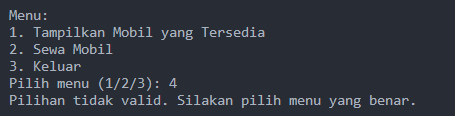 Menu:
1. Tampilkan Mobil yang Tersedia
2. Sewa Mobil
3. Keluar
Pilih menu (1/2/3): 4
Pilihan tidak valid. Silakan pilih menu yang benar.